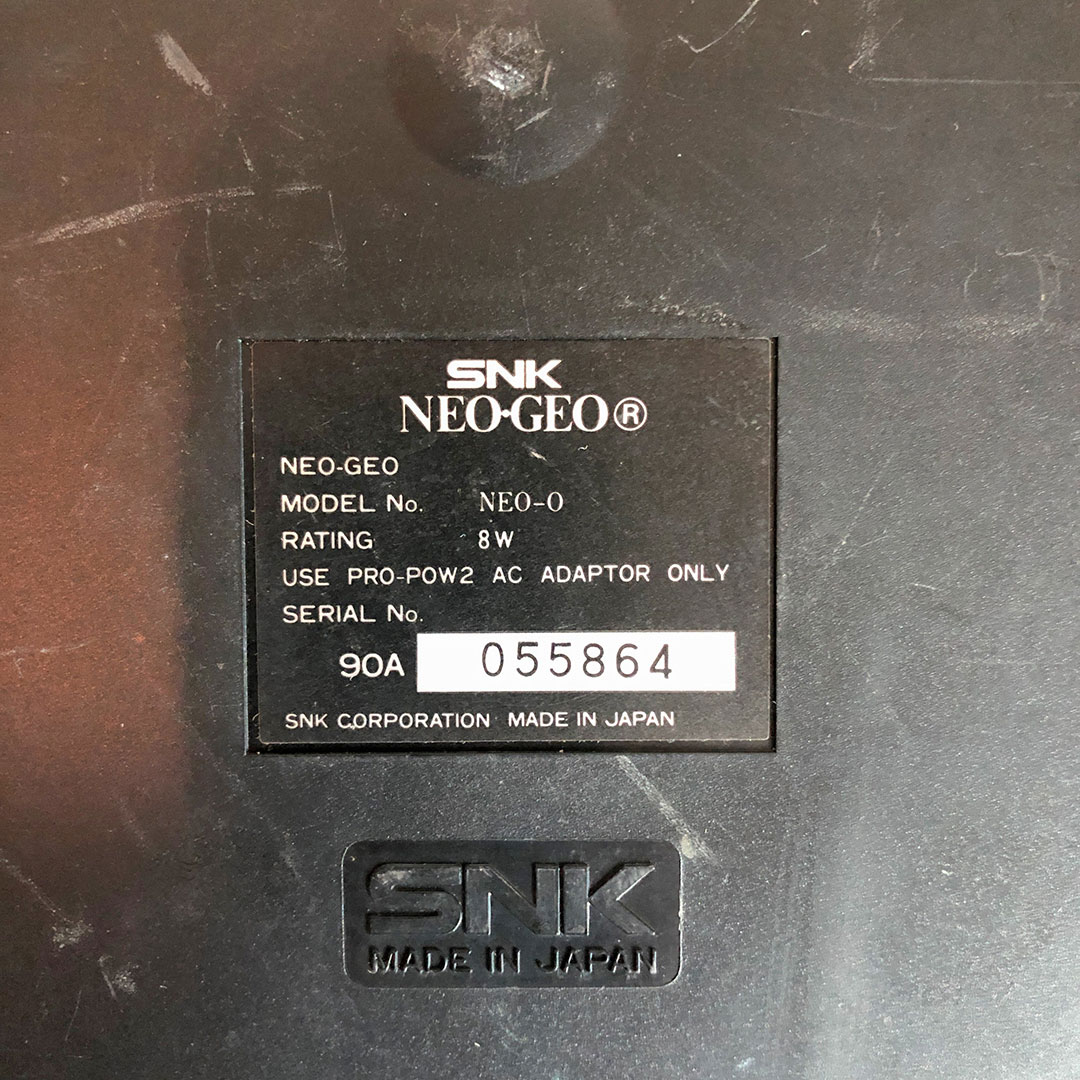 SNK
NEO•GEO®
NEO-GEO
MODEL No. NEO-O
RATING 8W
USE PRO-POW2 AC ADAPTOR ONLY
SERIAL No.
90A 055864
SNK CORPORATION MADE IN JAPAN
SNK
MADE IN JAPAN